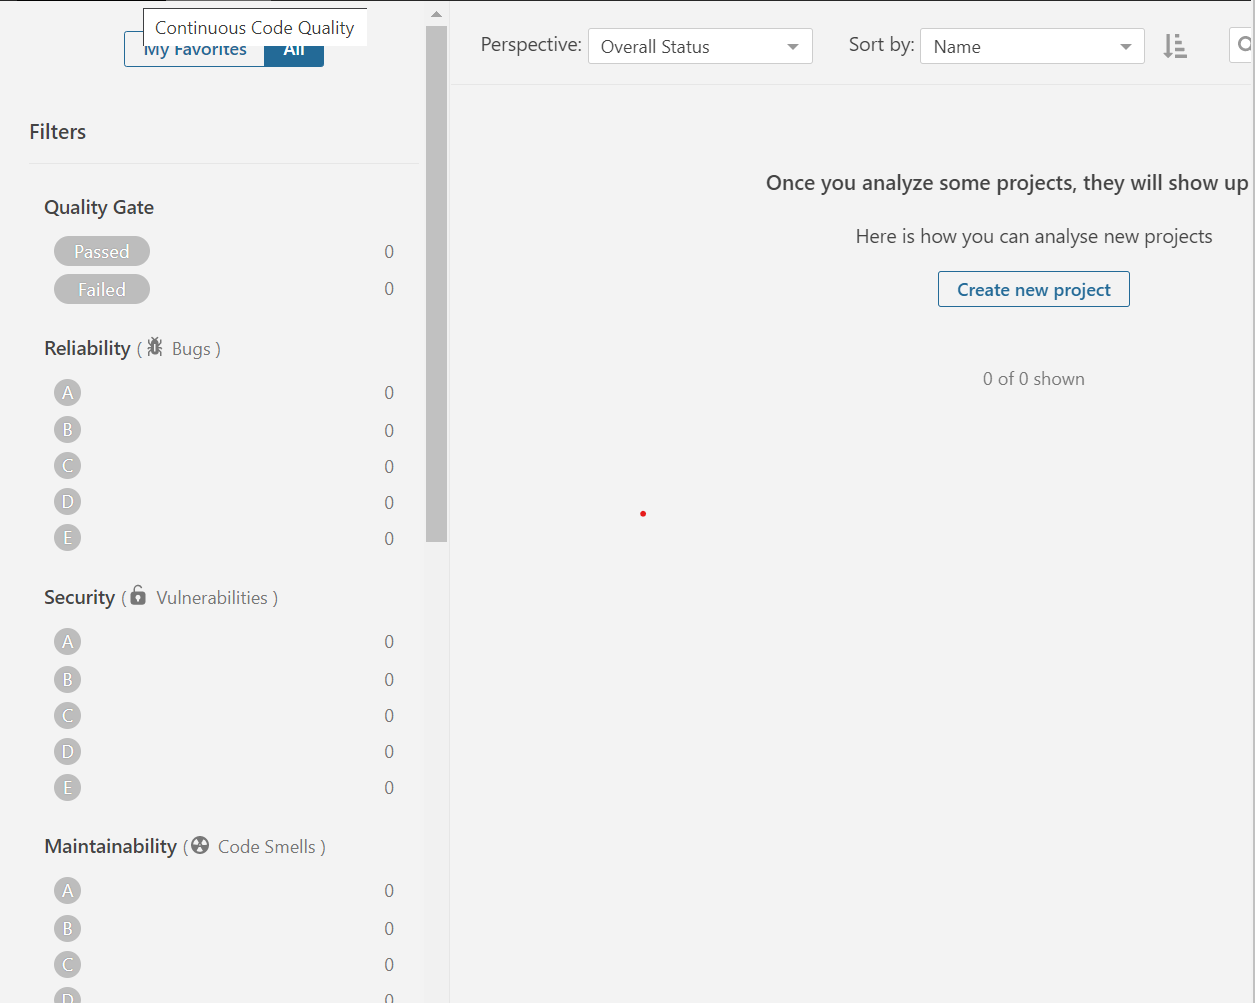 Continuous Code Quality
My Favorites All
Perspective: Overall Status Sort by: Name
Filters
Quality Gate
Passed 0
Failed 0
Reliability ( Bugs )
A 0
B 0
C 0
D 0
E 0
Security ( Vulnerabilities )
A 0
B 0
C 0
D 0
E 0
Maintainability ( Code Smells )
A 0
B 0
C 0
D 0
Once you analyze some projects, they will show up
Here is how you can analyse new projects
Create new project
0 of 0 shown